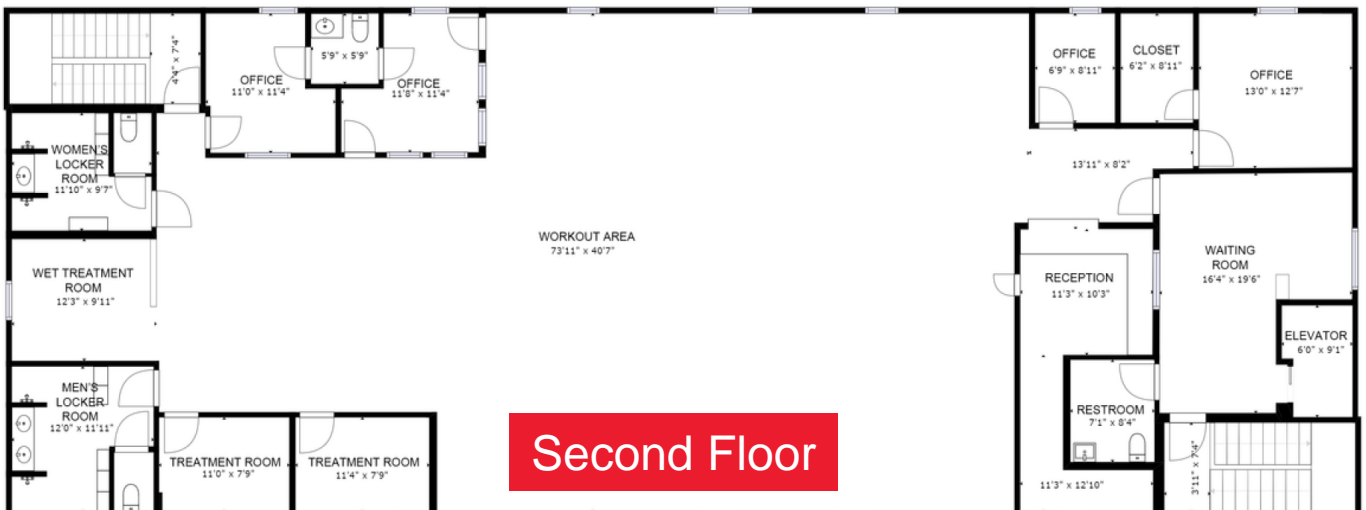 4'4" x 7'4"
OFFICE
11'0" x 11'4"
5'9" x 5'9"
OFFICE
11'8" x 11'4"
OFFICE
6'9" x 8'11"
CLOSET
6'2" x 8'11"
OFFICE
13'0" x 12'7"
WOMEN'S
LOCKER
ROOM
11'10" x 9'7"
13'11" x 8'2"
WORKOUT AREA
73'11" x 40'7"
WET TREATMENT
ROOM
12'3" x 9'11"
RECEPTION
11'3" x 10'3"
WAITING
ROOM
16'4" x 19'6"
ELEVATOR
6'0" x 9'1"
MEN'S
LOCKER
ROOM
12'0" x 11'11"
RESTROOM
7'1" x 8'4"
Second Floor
TREATMENT ROOM
11'0" x 7'9"
TREATMENT ROOM
11'4" x 7'9"
11'3" x 12'10"
3'11" x 7'4"